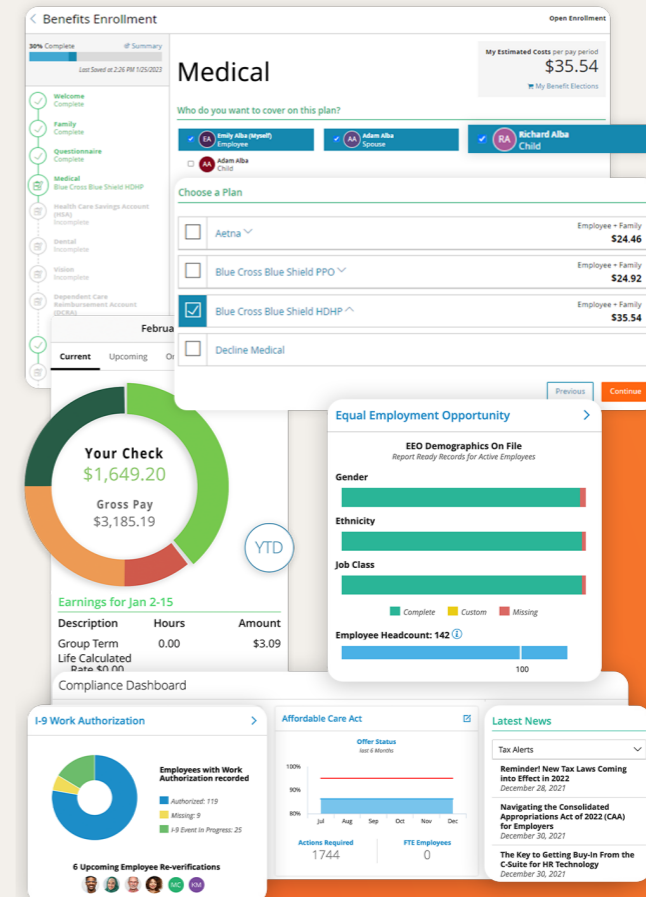 Benefits Enrollment
Open Enrollment
30% Complete
Summary
Last Saved at 2:26 PM 1/25/2023
Medical
My Estimated Costs per pay period
$35.54
My Benefit Elections
Welcome
Complete
Family
Complete
Questionnaire
Complete
Medical
Blue Cross Blue Shield HDHP
Health Care Savings Account
(HSA)
Incomplete
Dental
Incomplete
Vision
Incomplete
Dependent Care
Reimbursement Account
(DCRA)
Who do you want to cover on this plan?
EA
Emily Alba (Myself)
Employee
AA
Adam Alba
Spouse
RA
Richard Alba
Child
AA
Adam Alba
Child
Choose a Plan
Aetna
Employee + Family
$24.46
Blue Cross Blue Shield PPO
Employee + Family
$24.92
Blue Cross Blue Shield HDHP
Employee + Family
$35.54
Decline Medical
Previous
Continue
Februa
Current
Upcoming
Your Check
$1,649.20
Gross Pay
$3,185.19
YTD
Earnings for Jan 2-15
Description Hours Amount
Group Term 0.00 $3.09
Life Calculated
Rate $0.00
Equal Employment Opportunity
EEO Demographics On File
Report Ready Records for Active Employees
Gender
Ethnicity
Job Class
Complete Custom Missing
Employee Headcount: 142
100
Compliance Dashboard
I-9 Work Authorization
Employees with Work
Authorization recorded
Authorized: 119
Missing: 9
I-9 Event In Progress: 25
6 Upcoming Employee Re-verifications
MC
KM
Affordable Care Act
Offer Status
last 6 Months
100%
90%
80%
Jul Aug Sep Oct Nov Dec
Actions Required
1744
FTE Employees
0
Latest News
Tax Alerts
Reminder! New Tax Laws Coming
into Effect in 2022
December 28, 2021
Navigating the Consolidated
Appropriations Act of 2022 (CAA)
for Employers
December 30, 2021
The Key to Getting Buy-In From the
C-Suite for HR Technology
December 30, 2021